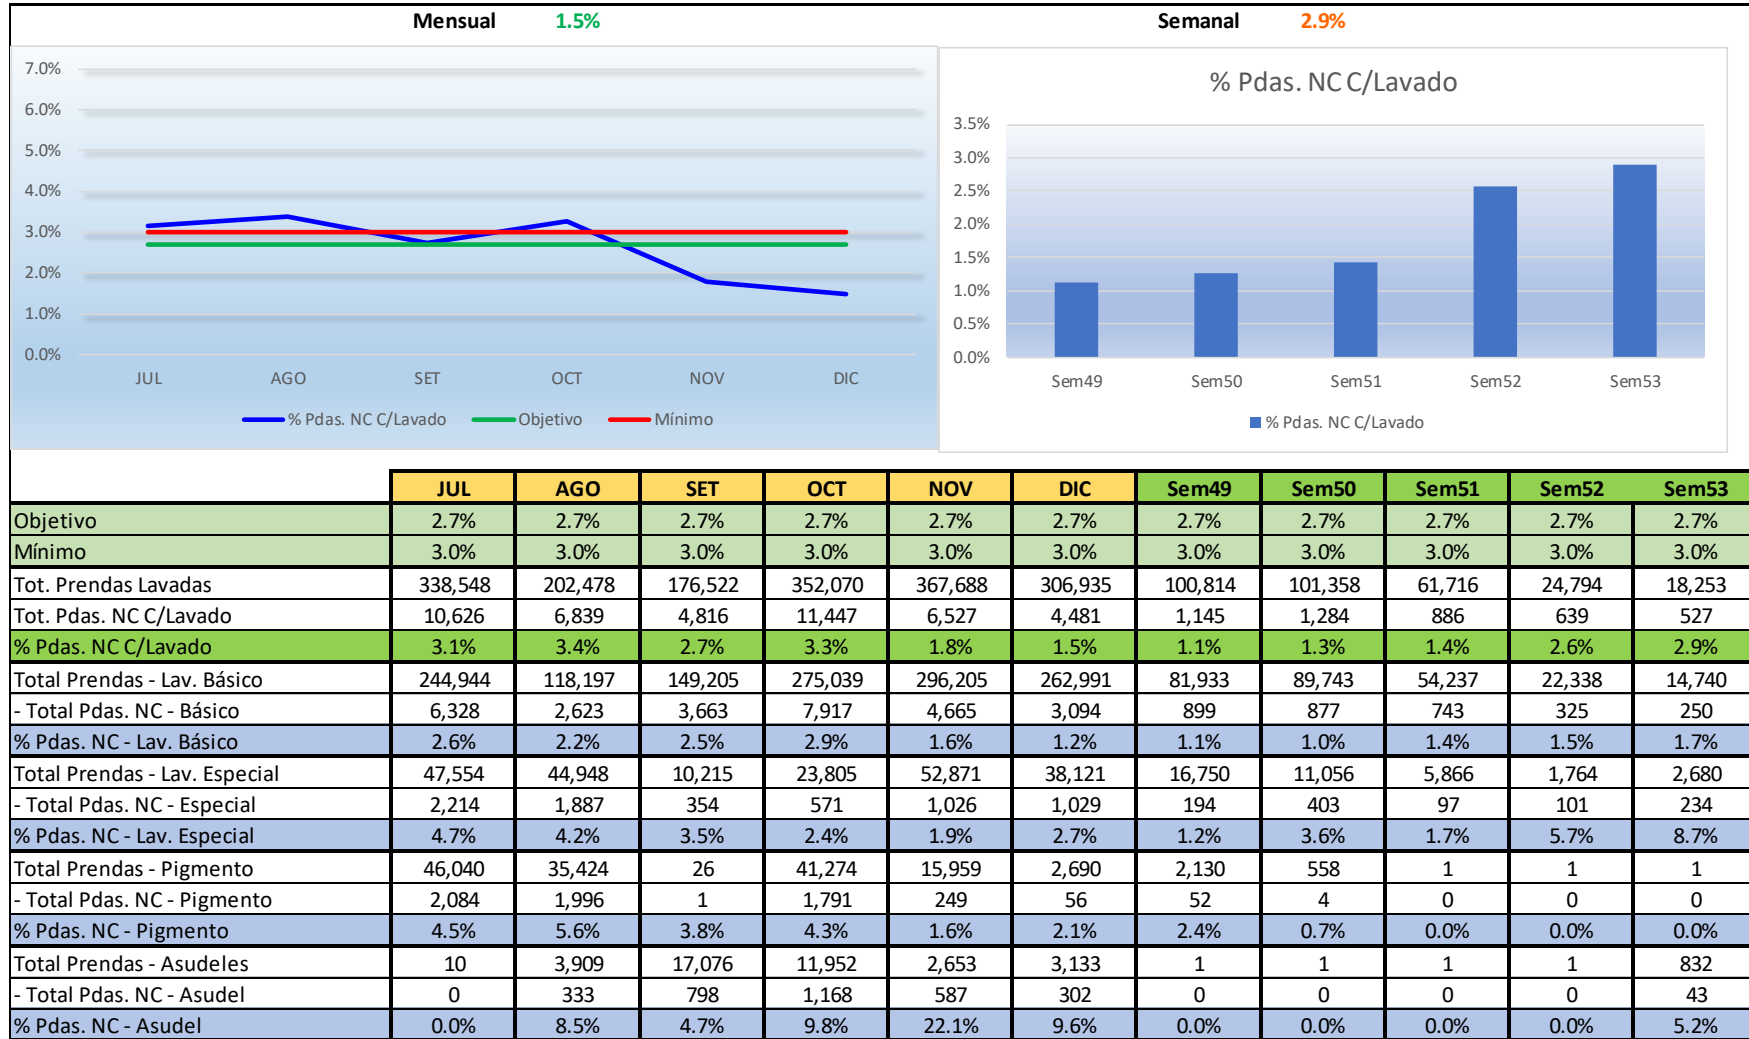 Mensual 1.5% Semanal 2.9%
7.0%
6.0%
5.0%
4.0%
3.0%
2.0%
1.0%
0.0%
JUL AGO SET OCT NOV DIC
% Pdas. NC C/Lavado Objetivo Mínimo
% Pdas. NC C/Lavado
3.5%
3.0%
2.5%
2.0%
1.5%
1.0%
0.5%
0.0%
Sem49 Sem50 Sem51 Sem52 Sem53
% Pdas. NC C/Lavado
JUL AGO SET OCT NOV DIC Sem49 Sem50 Sem51 Sem52 Sem53
Objetivo 2.7% 2.7% 2.7% 2.7% 2.7% 2.7% 2.7% 2.7% 2.7% 2.7% 2.7%
Mínimo 3.0% 3.0% 3.0% 3.0% 3.0% 3.0% 3.0% 3.0% 3.0% 3.0% 3.0%
Tot. Prendas Lavadas 338,548 202,478 176,522 352,070 367,688 306,935 100,814 101,358 61,716 24,794 18,253
Tot. Pdas. NC C/Lavado 10,626 6,839 4,816 11,447 6,527 4,481 1,145 1,284 886 639 527
% Pdas. NC C/Lavado 3.1% 3.4% 2.7% 3.3% 1.8% 1.5% 1.1% 1.3% 1.4% 2.6% 2.9%
Total Prendas - Lav. Básico 244,944 118,197 149,205 275,039 296,205 262,991 81,933 89,743 54,237 22,338 14,740
- Total Pdas. NC - Básico 6,328 2,623 3,663 7,917 4,665 3,094 899 877 743 325 250
% Pdas. NC - Lav. Básico 2.6% 2.2% 2.5% 2.9% 1.6% 1.2% 1.1% 1.0% 1.4% 1.5% 1.7%
Total Prendas - Lav. Especial 47,554 44,948 10,215 23,805 52,871 38,121 16,750 11,056 5,866 1,764 2,680
- Total Pdas. NC - Especial 2,214 1,887 354 571 1,026 1,029 194 403 97 101 234
% Pdas. NC - Lav. Especial 4.7% 4.2% 3.5% 2.4% 1.9% 2.7% 1.2% 3.6% 1.7% 5.7% 8.7%
Total Prendas - Pigmento 46,040 35,424 26 41,274 15,959 2,690 2,130 558 1 1 1
- Total Pdas. NC - Pigmento 2,084 1,996 1 1,791 249 56 52 4 0 0 0
% Pdas. NC - Pigmento 4.5% 5.6% 3.8% 4.3% 1.6% 2.1% 2.4% 0.7% 0.0% 0.0% 0.0%
Total Prendas - Asudeles 10 3,909 17,076 11,952 2,653 3,133 1 1 1 1 832
- Total Pdas. NC - Asudel 0 333 798 1,168 587 302 0 0 0 0 43
% Pdas. NC - Asudel 0.0% 8.5% 4.7% 9.8% 22.1% 9.6% 0.0% 0.0% 0.0% 0.0% 5.2%